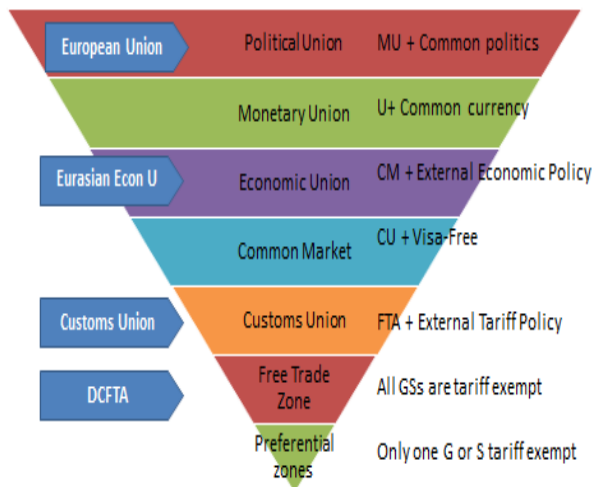 European Union
Political Union
MU + Common politics
Monetary Union
U+ Common currency
Eurasian Econ U
Economic Union
CM + External Economic Policy
Common Market
CU + Visa-Free
Customs Union
Customs Union
FTA + External Tariff Policy
DCFTA
Free Trade
Zone
All GSs are tariff exempt
Preferential
zones
Only one G or S tariff exempt